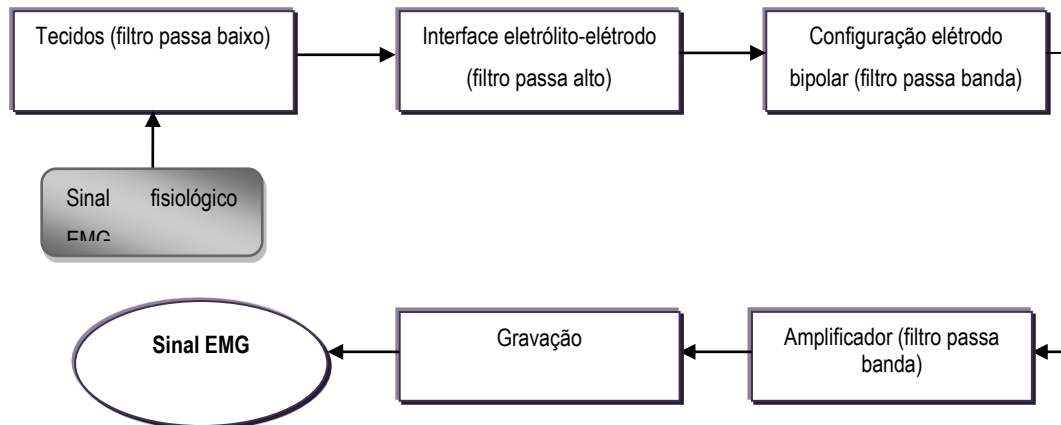 Tecidos (filtro passa baixo)
Interface eletrólito-elétrodo
(filtro passa alto)
Configuração elétrodo
bipolar (filtro passa banda)
Sinal fisiológico
EMG
Sinal EMG
Gravação
Amplificador (filtro passa
banda)